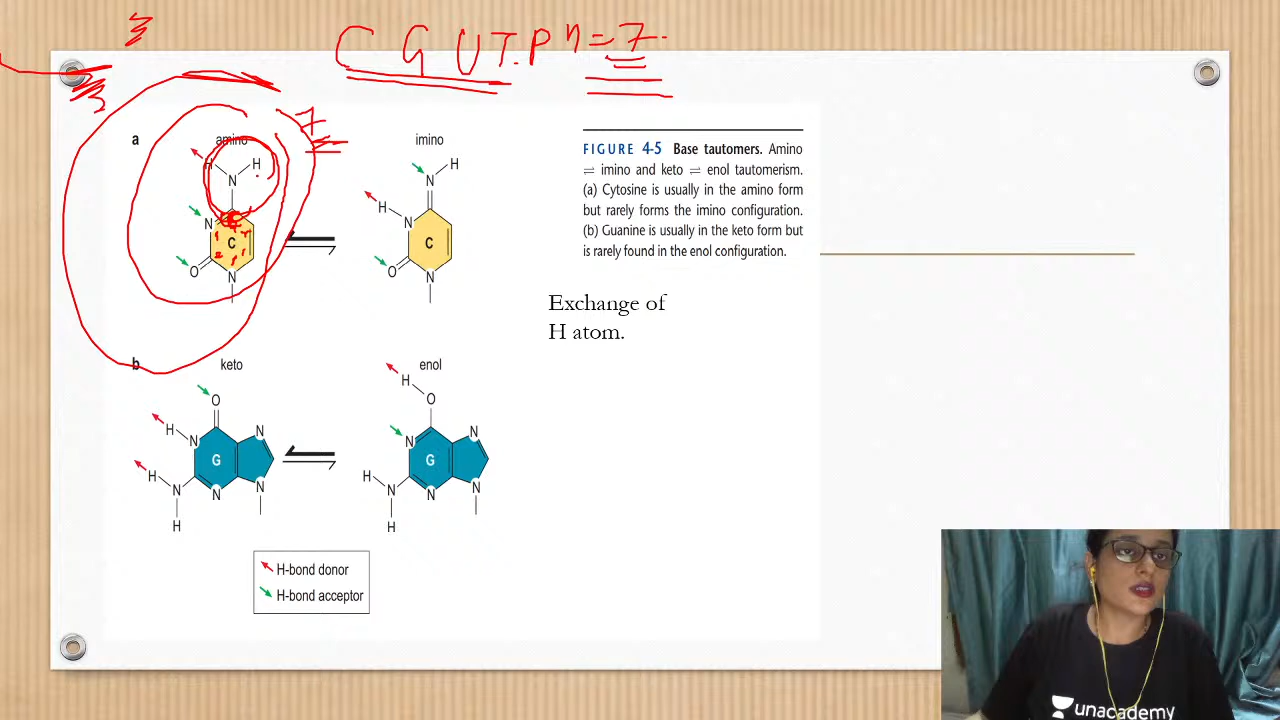 C G U T. P η = 7.
7
a
amino
imino
H H
N
N
C
O
N
H
N
H
N
C
O
N
FIGURE 4-5 Base tautomers. Amino
⇌ imino and keto ⇌ enol tautomerism.
(a) Cytosine is usually in the amino form
but rarely forms the imino configuration.
(b) Guanine is usually in the keto form but
is rarely found in the enol configuration.
Exchange of
H atom.
b
keto
enol
O
H
N
N
G
H
N
N
N
H
H
O
N
N
G
H
N
N
N
H
H-bond donor
H-bond acceptor
unacademy